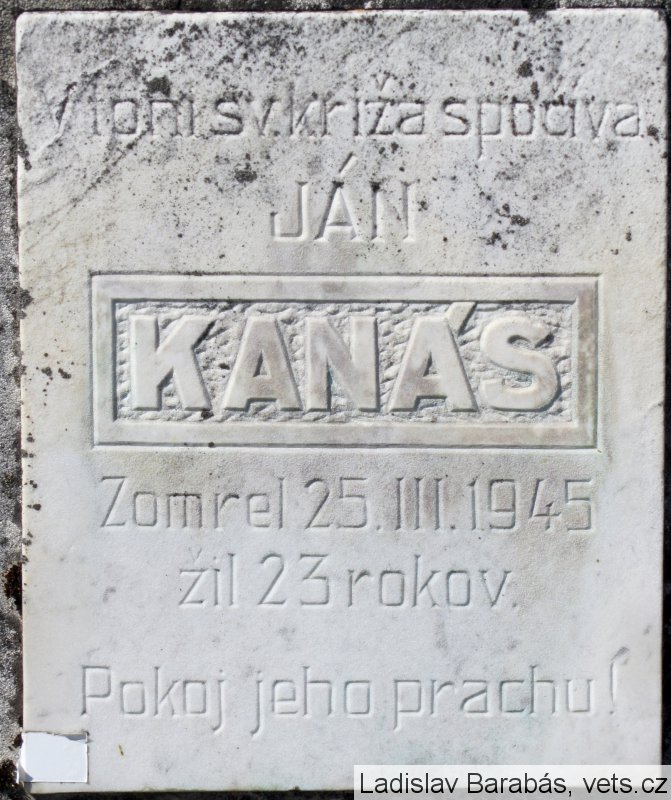 V tôni sv. kríža spočíva
JÁN
KANÁS
Zomrel 25.III.1945
žil 23 rokov.
Pokoj jeho prachu!
Ladislav Barabás, vets.cz